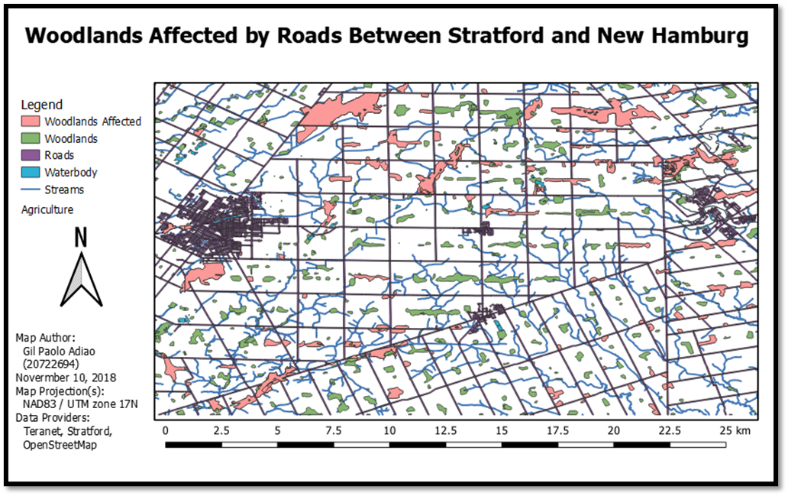 Woodlands Affected by Roads Between Stratford and New Hamburg
Legend
Woodlands Affected
Woodlands
Roads
Waterbody
Streams
Agriculture
N
Map Author:
Gil Paolo Adiao
(20722694)
Novermber 10, 2018
Map Projection(s):
NAD83 / UTM zone 17N
Data Providers:
Teranet, Stratford,
OpenStreetMap
0 2.5 5 7.5 10 12.5 15 17.5 20 22.5 25 km